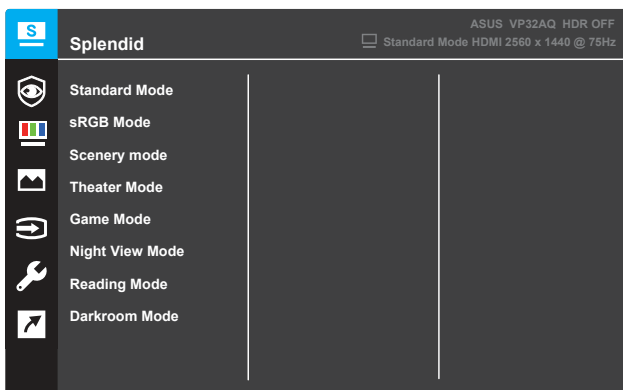 S
ASUS VP32AQ HDR OFF
Splendid
Standard Mode HDMI 2560 x 1440 @ 75Hz
Standard Mode
sRGB Mode
Scenery mode
Theater Mode
Game Mode
Night View Mode
Reading Mode
Darkroom Mode